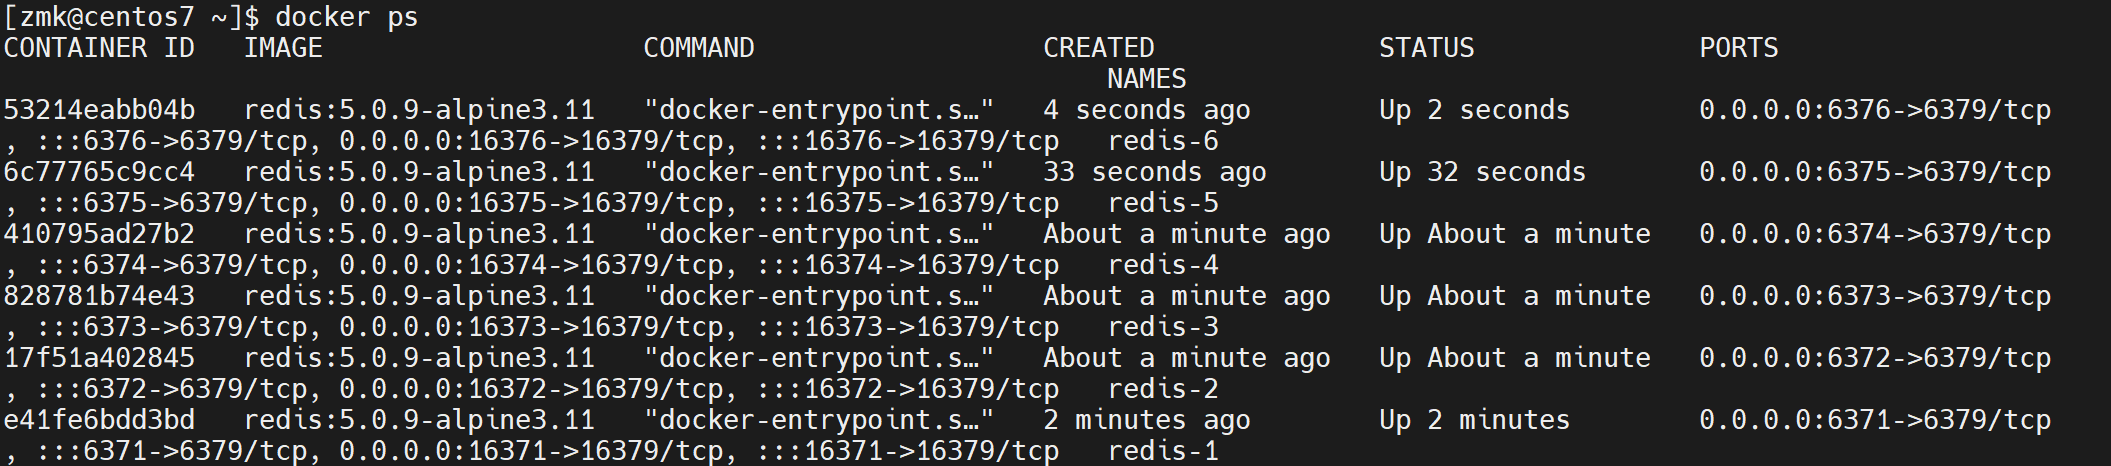 [zmk@centos7 ~]$ docker ps
CONTAINER ID   IMAGE                    COMMAND                  CREATED              STATUS              PORTS
                                                                     NAMES
53214eabb04b   redis:5.0.9-alpine3.11   "docker-entrypoint.s…"   4 seconds ago        Up 2 seconds        0.0.0.0:6376->6379/tcp
, :::6376->6379/tcp, 0.0.0.0:16376->16379/tcp, :::16376->16379/tcp   redis-6
6c77765c9cc4   redis:5.0.9-alpine3.11   "docker-entrypoint.s…"   33 seconds ago       Up 32 seconds       0.0.0.0:6375->6379/tcp
, :::6375->6379/tcp, 0.0.0.0:16375->16379/tcp, :::16375->16379/tcp   redis-5
410795ad27b2   redis:5.0.9-alpine3.11   "docker-entrypoint.s…"   About a minute ago   Up About a minute   0.0.0.0:6374->6379/tcp
, :::6374->6379/tcp, 0.0.0.0:16374->16379/tcp, :::16374->16379/tcp   redis-4
828781b74e43   redis:5.0.9-alpine3.11   "docker-entrypoint.s…"   About a minute ago   Up About a minute   0.0.0.0:6373->6379/tcp
, :::6373->6379/tcp, 0.0.0.0:16373->16379/tcp, :::16373->16379/tcp   redis-3
17f51a402845   redis:5.0.9-alpine3.11   "docker-entrypoint.s…"   About a minute ago   Up About a minute   0.0.0.0:6372->6379/tcp
, :::6372->6379/tcp, 0.0.0.0:16372->16379/tcp, :::16372->16379/tcp   redis-2
e41fe6bdd3bd   redis:5.0.9-alpine3.11   "docker-entrypoint.s…"   2 minutes ago        Up 2 minutes        0.0.0.0:6371->6379/tcp
, :::6371->6379/tcp, 0.0.0.0:16371->16379/tcp, :::16371->16379/tcp   redis-1